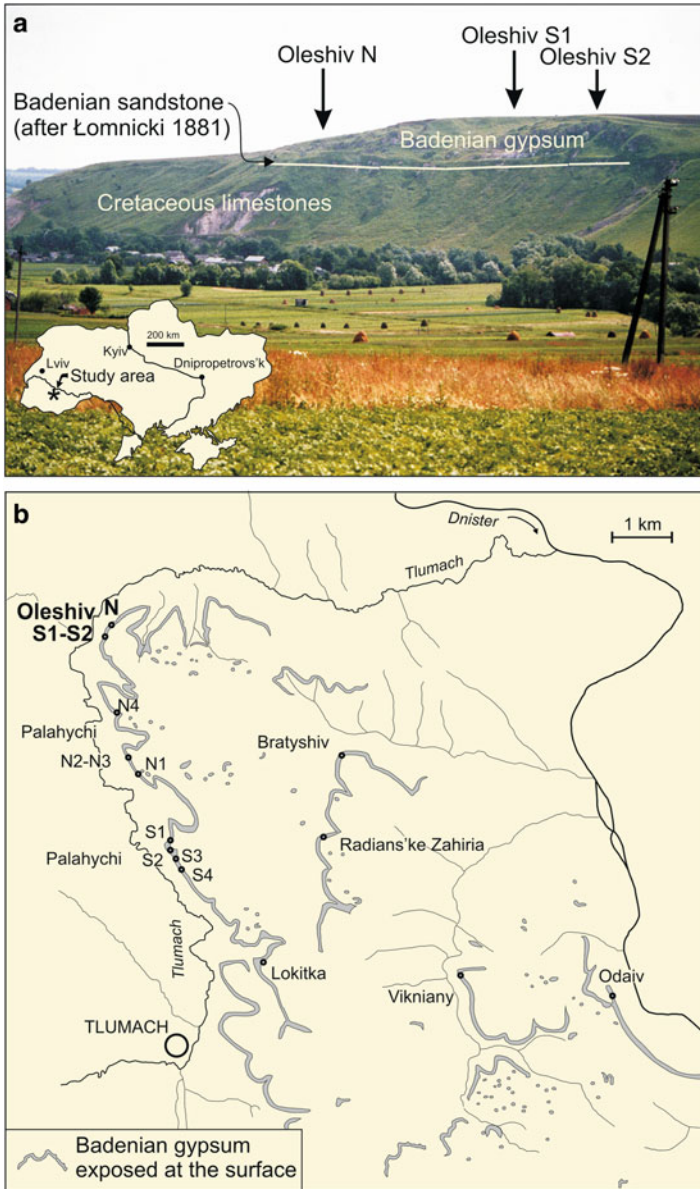 a
Oleshiv N
Oleshiv S1
Oleshiv S2
Badenian sandstone
(after Łomnicki 1881)
Badenian gypsum
Cretaceous limestones
200 km
Kyiv
Lviv
Dnipropetrovs'k
Study area
*
b
Dnister
1 km
Tlumach
Oleshiv N
S1-S2
N4
Palahychi
N2-N3
N1
Bratyshiv
S1
Radians'ke Zahiria
Palahychi
S2
S3
S4
Tlumach
Lokitka
Vikniany
Odaiv
TLUMACH
Badenian gypsum
exposed at the surface